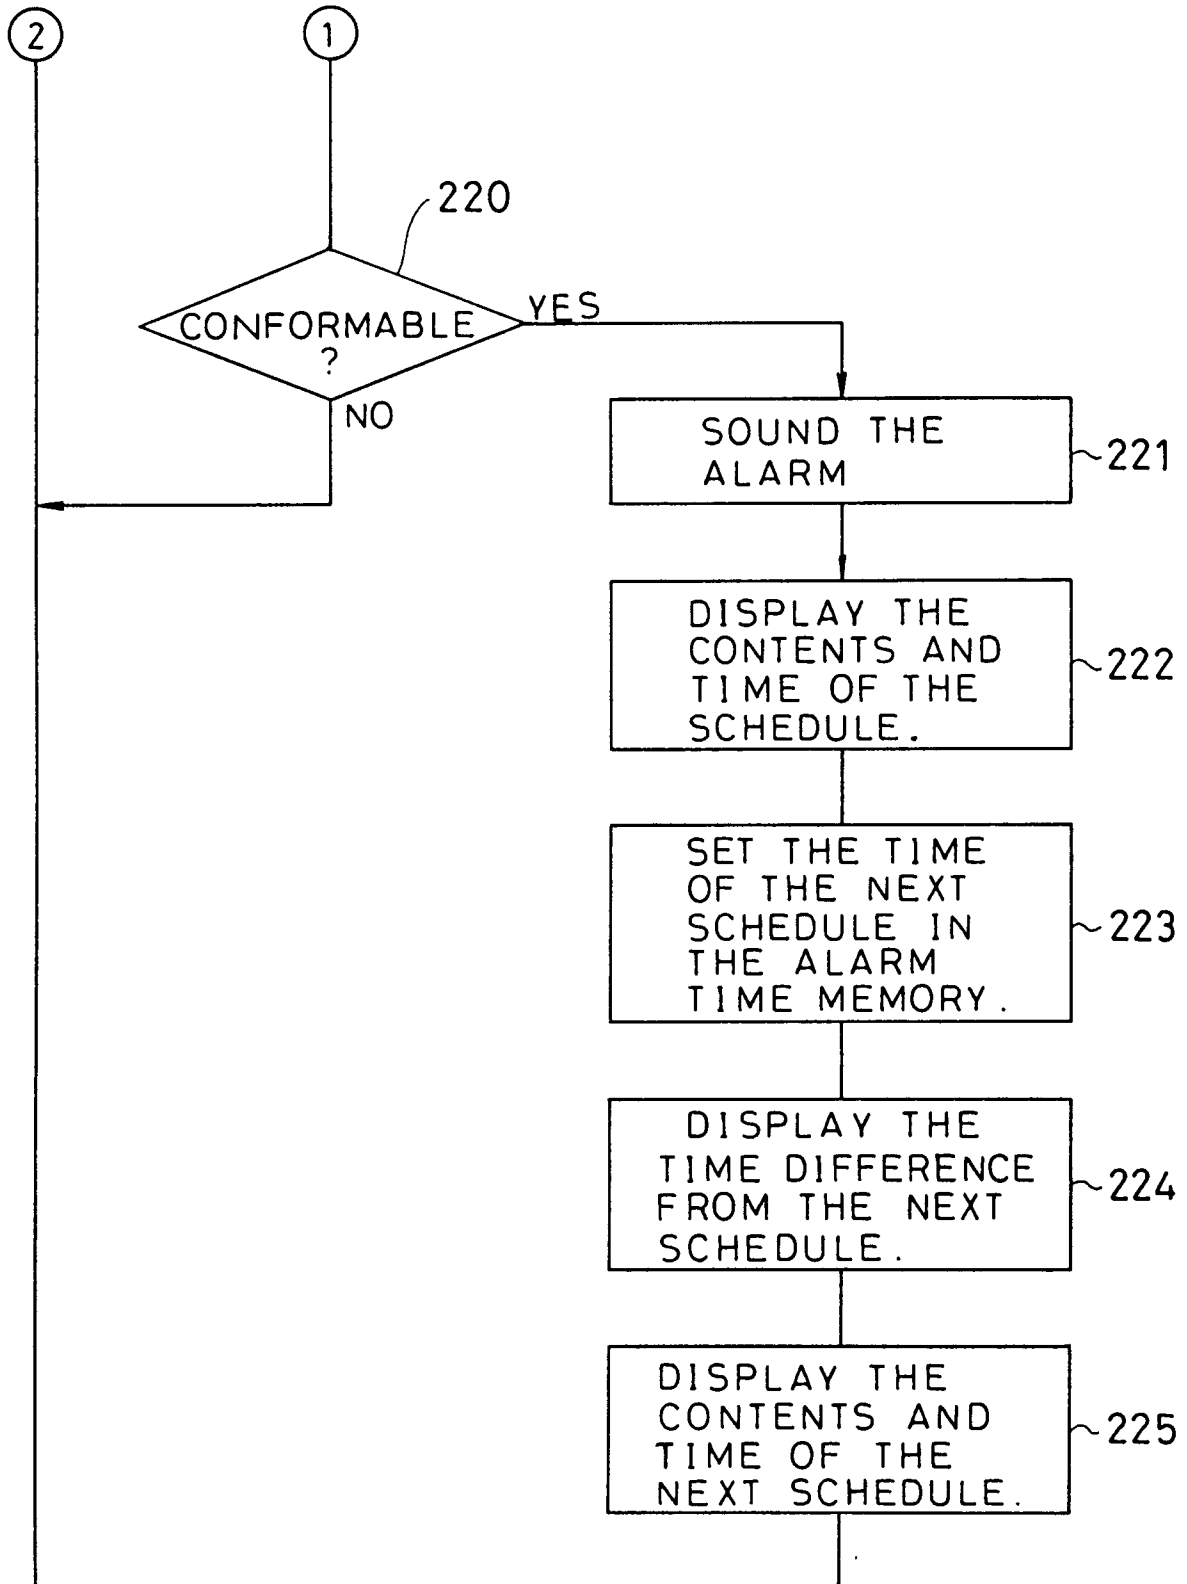 2
1
220
CONFORMABLE
?
YES
NO
SOUND THE
ALARM
221
DISPLAY THE
CONTENTS AND
TIME OF THE
SCHEDULE.
222
SET THE TIME
OF THE NEXT
SCHEDULE IN
THE ALARM
TIME MEMORY.
223
DISPLAY THE
TIME DIFFERENCE
FROM THE NEXT
SCHEDULE.
224
DISPLAY THE
CONTENTS AND
TIME OF THE
NEXT SCHEDULE.
225